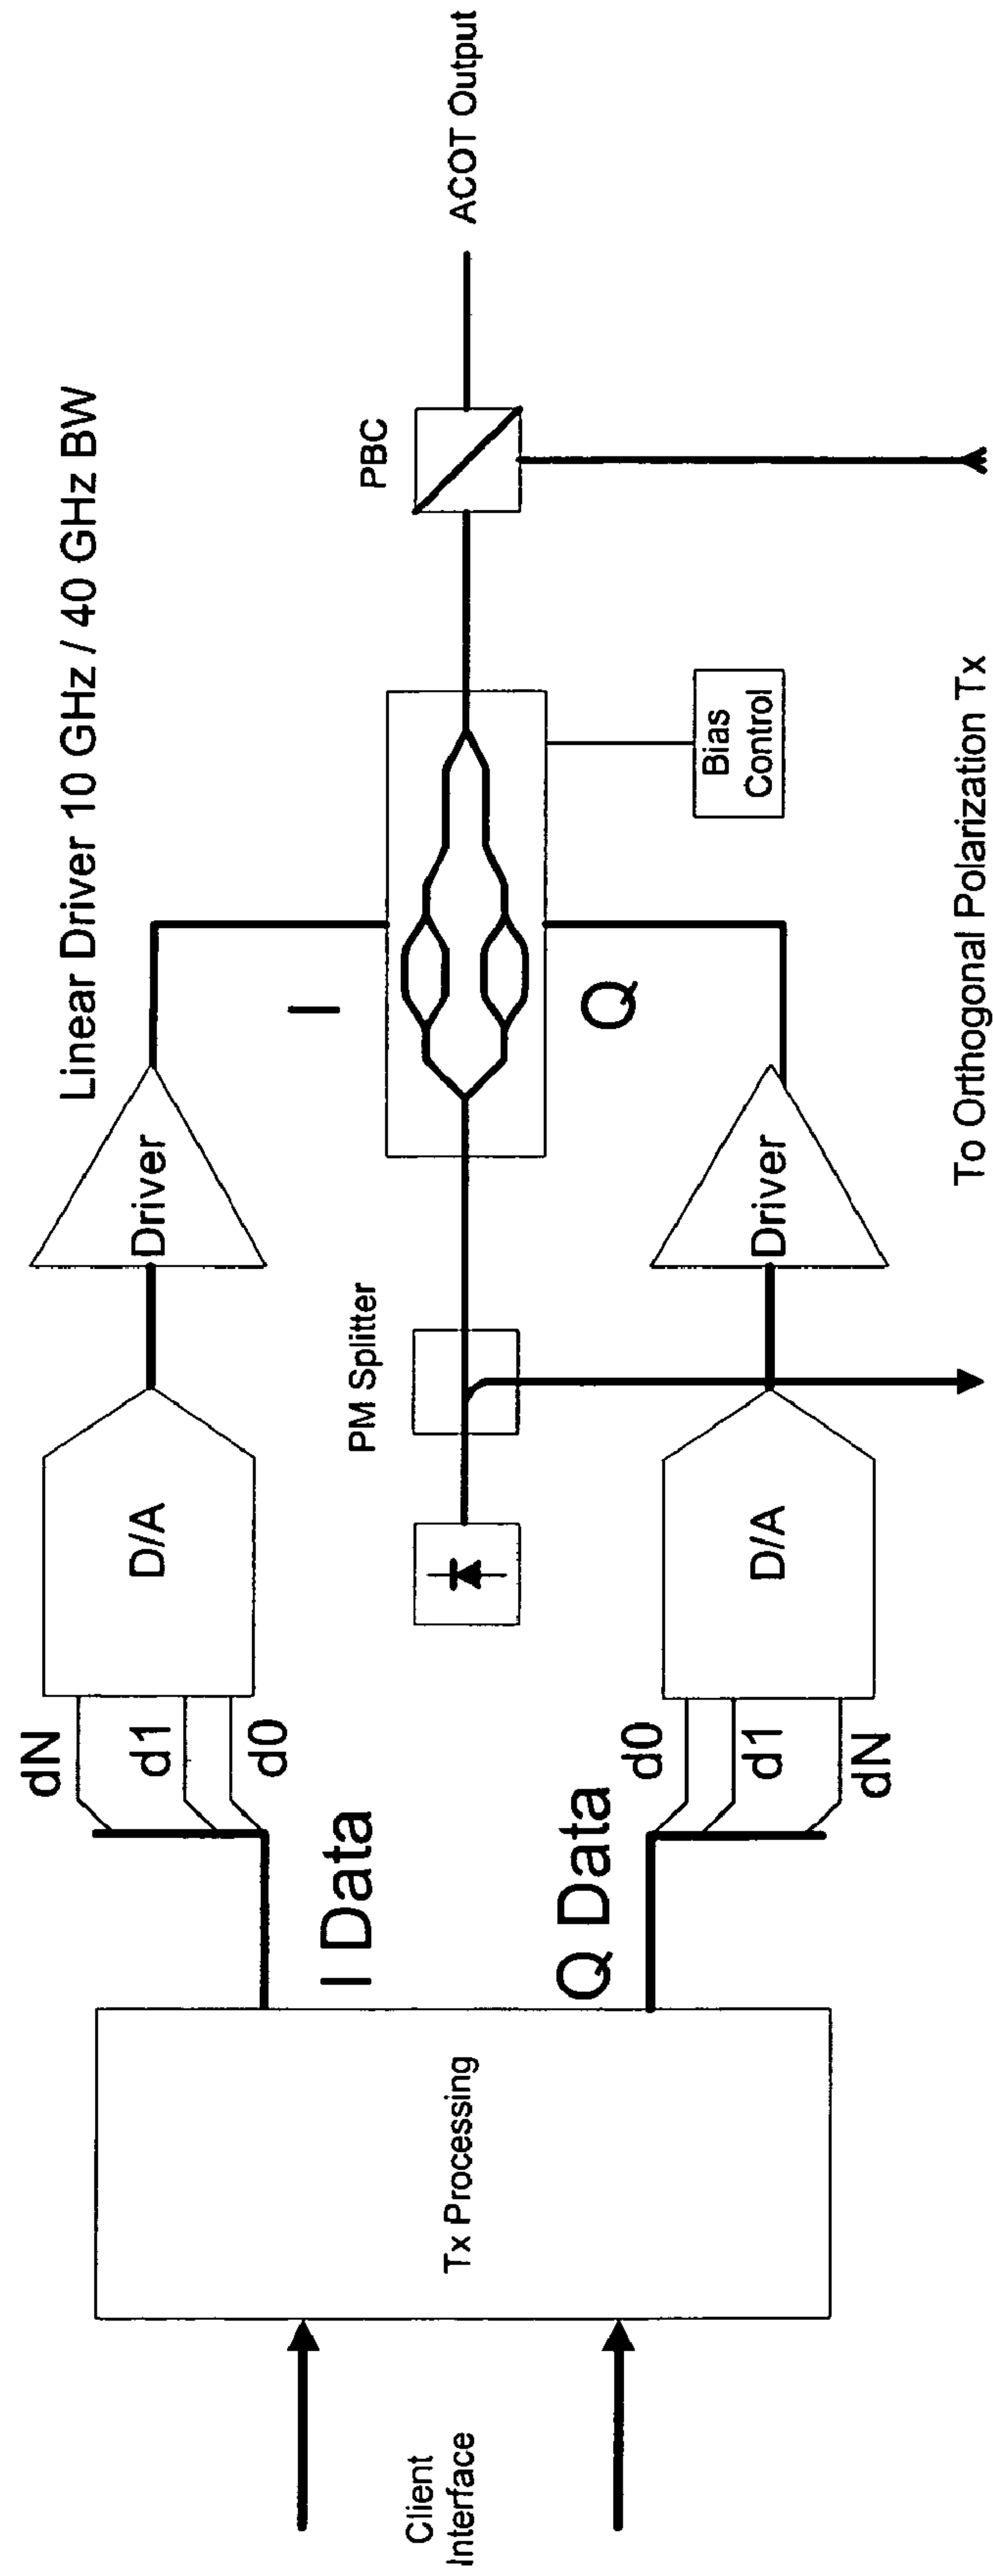 Client
Interface
Tx Processing
I Data
Q Data
dN
d1
d0
d0
d1
dN
D/A
D/A
PM Splitter
Driver
Driver
Linear Driver 10 GHz / 40 GHz BW
I
Q
Bias
Control
To Orthogonal Polarization Tx
PBC
ACOT Output